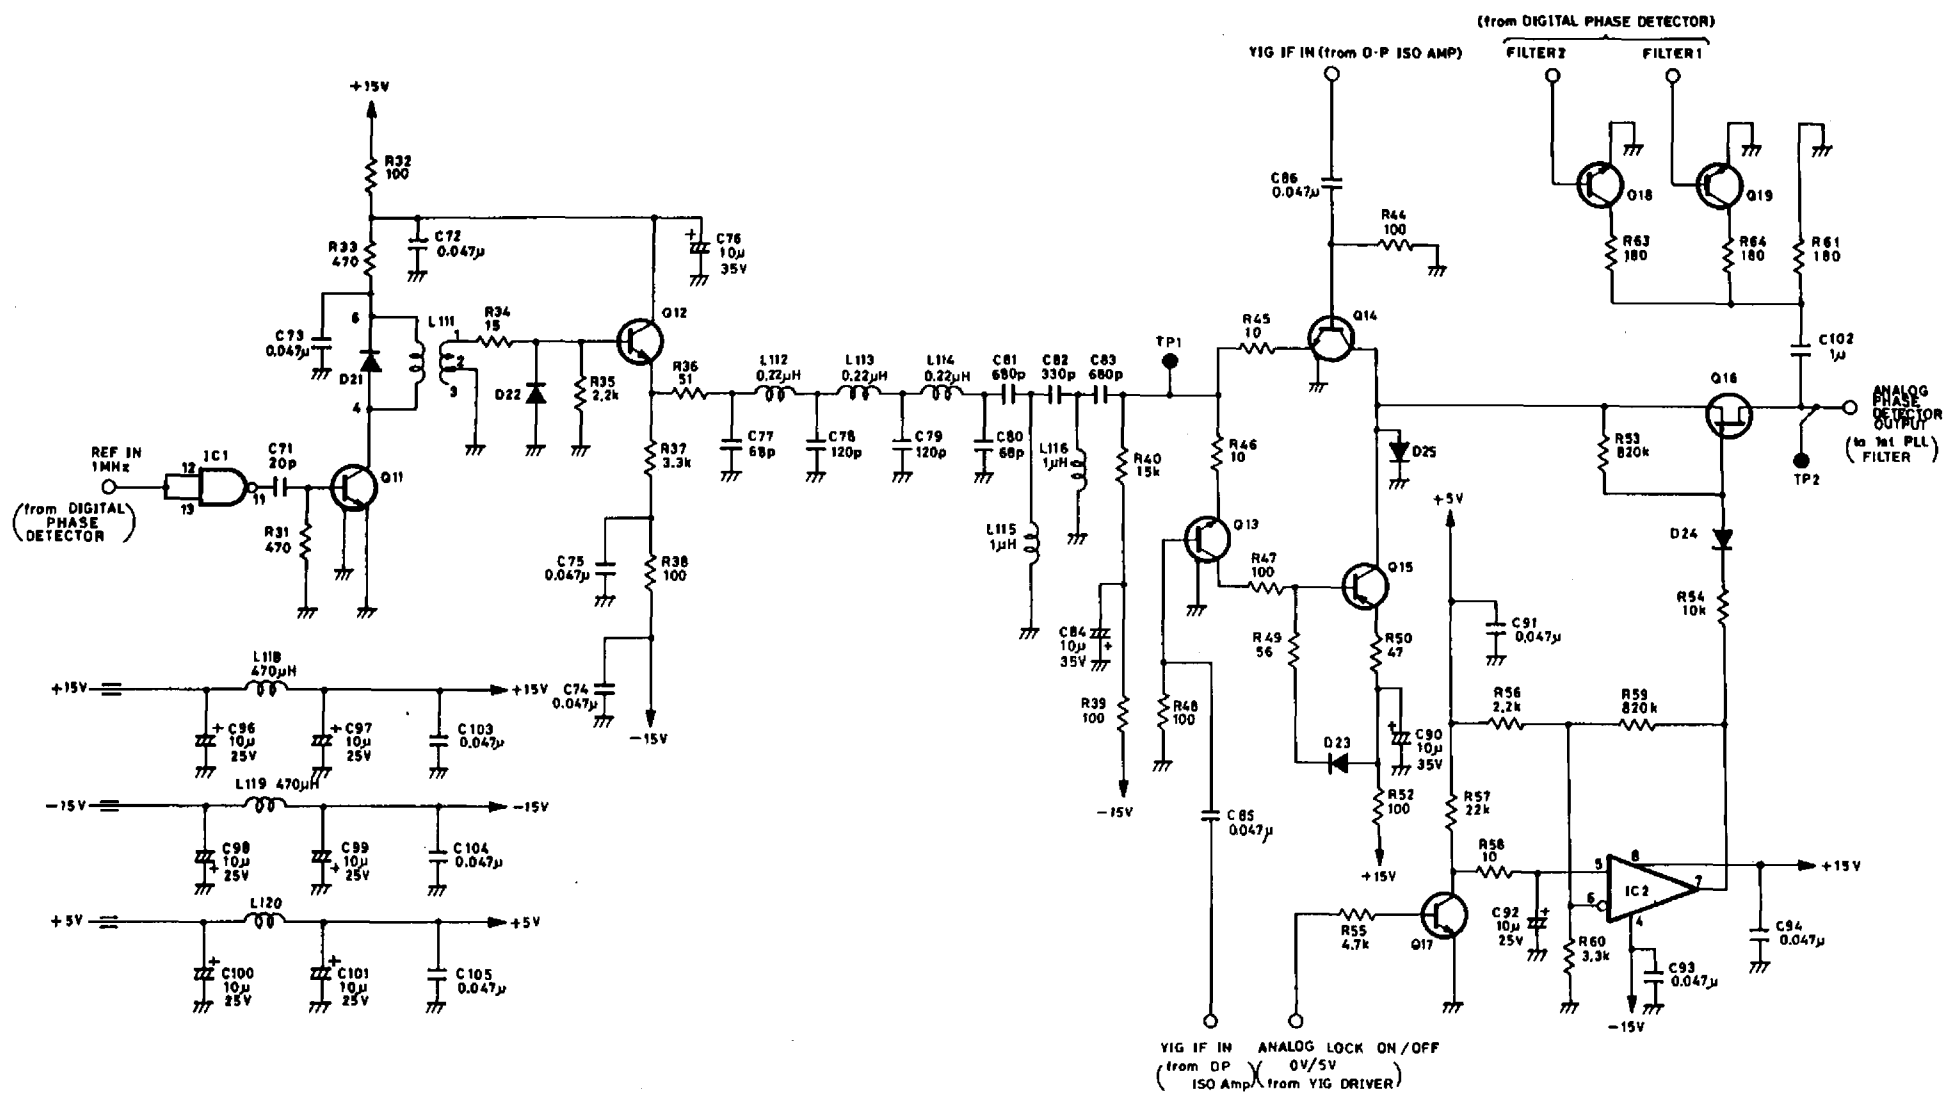 (from DIGITAL PHASE DETECTOR)
FILTER2
FILTER1
YIG IF IN (from D-P ISO AMP)
+15V
R32
100
C86
0.047μ
Q18
Q19
R44
100
R33
470
C72
0.047μ
C76
10μ
35V
R63
180
R64
180
R61
180
C73
0.047μ
6
L111
1
2
3
R34
15
Q12
D21
4
D22
R35
2.2k
R36
51
L112
0.22μH
L113
0.22μH
L114
0.22μH
C81
680p
C82
330p
C83
680p
TP1
R45
10
Q14
C102
1μ
Q16
ANALOG
PHASE
DETECTOR
OUTPUT
(to 1st PLL
FILTER)
TP2
REF IN
1MHz
12
13
IC1
11
C71
20p
Q11
R31
470
(from DIGITAL
PHASE
DETECTOR)
R37
3.3k
C77
68p
C78
120p
C79
120p
C80
68p
L116
1μH
R40
15k
R46
10
D25
R53
820k
+5V
D24
L115
1μH
Q13
R47
100
Q15
C75
0.047μ
R38
100
R54
10k
C91
0.047μ
C84
10μ
35V
R49
56
R50
47
C74
0.047μ
-15V
R39
100
R48
100
-15V
D23
C90
10μ
35V
R56
2.2k
R59
820k
R52
100
+15V
R57
22k
C85
0.047μ
R58
10
5
8
IC2
7
6
4
+15V
R55
4.7k
Q17
C92
10μ
25V
R60
3.3k
C93
0.047μ
C94
0.047μ
-15V
+15V
L118
470μH
+15V
C96
10μ
25V
C97
10μ
25V
C103
0.047μ
-15V
L119 470μH
-15V
C98
10μ
25V
C99
10μ
25V
C104
0.047μ
+5V
L120
+5V
C100
10μ
25V
C101
10μ
25V
C105
0.047μ
YIG IF IN
(from DP
ISO Amp)
ANALOG LOCK ON/OFF
0V/5V
(from YIG DRIVER)